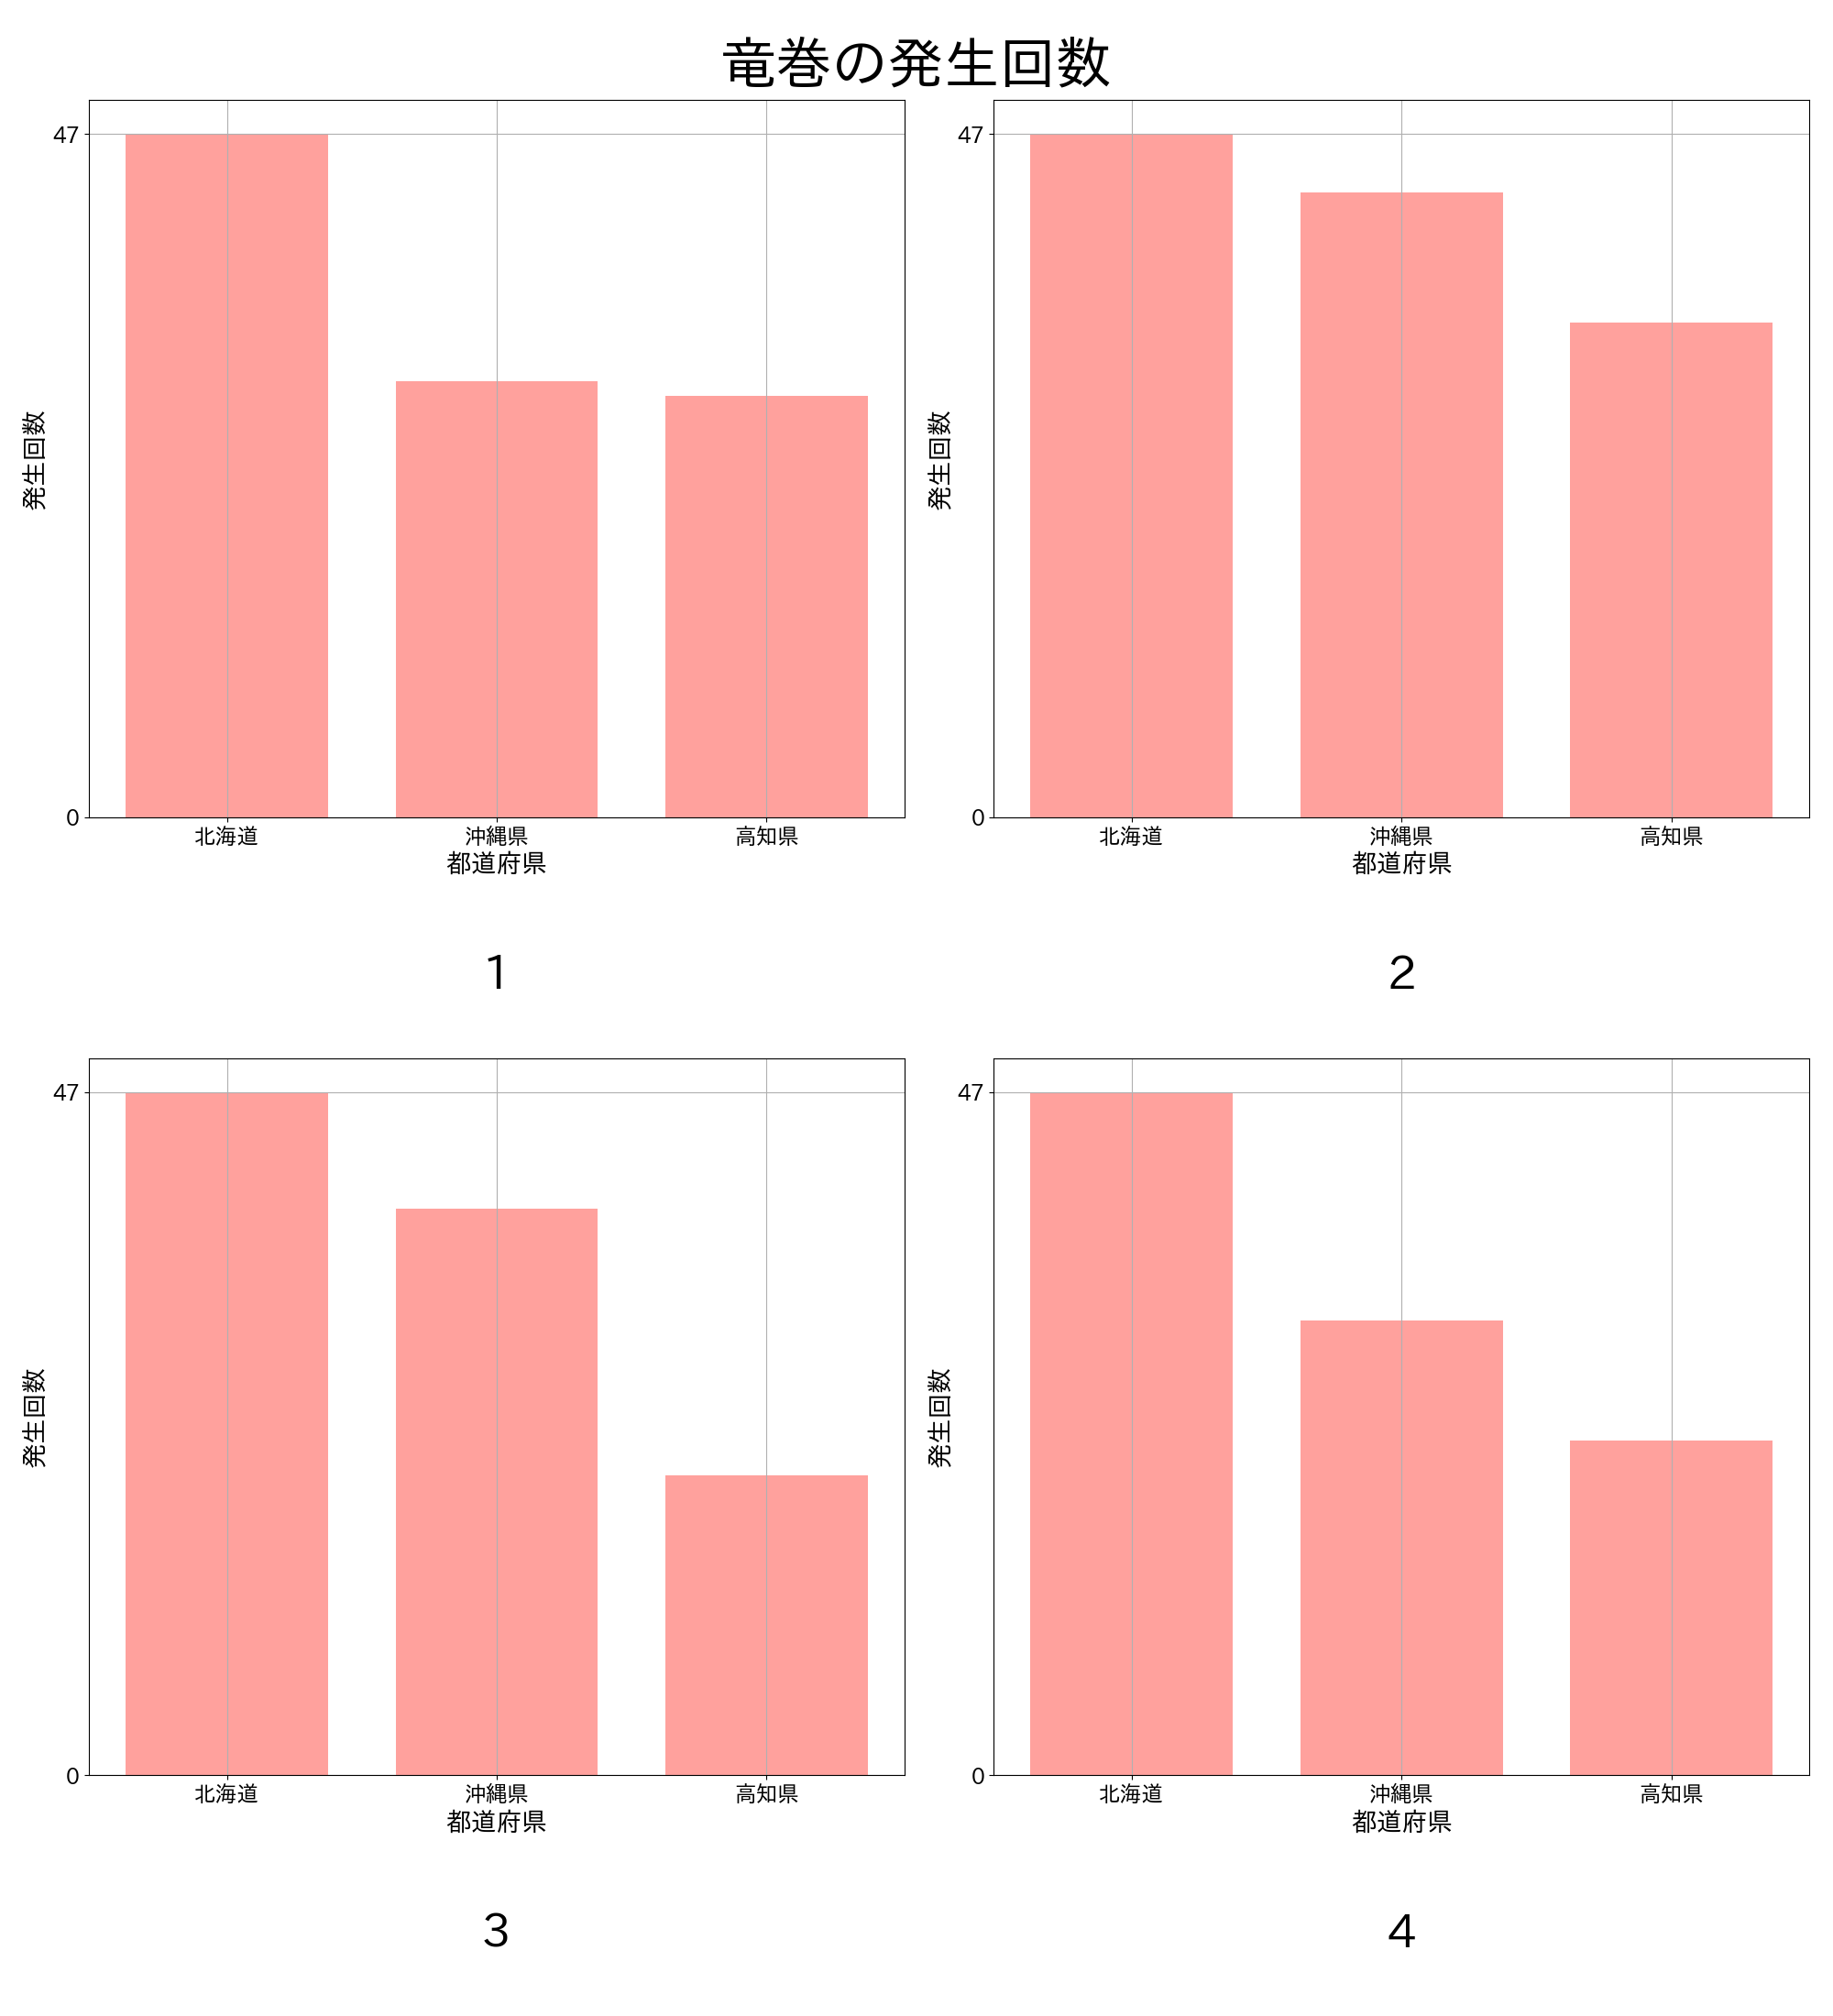 竜巻の発生回数
47
0
発生回数
北海道 沖縄県 高知県
都道府県
1
47
0
発生回数
北海道 沖縄県 高知県
都道府県
2
47
0
発生回数
北海道 沖縄県 高知県
都道府県
3
47
0
発生回数
北海道 沖縄県 高知県
都道府県
4